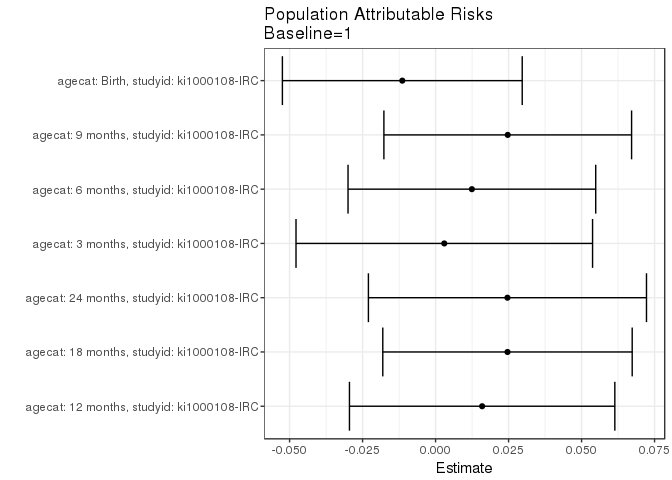 Population Attributable Risks
Baseline=1
agecat: Birth, studyid: ki1000108-IRC
agecat: 9 months, studyid: ki1000108-IRC
agecat: 6 months, studyid: ki1000108-IRC
agecat: 3 months, studyid: ki1000108-IRC
agecat: 24 months, studyid: ki1000108-IRC
agecat: 18 months, studyid: ki1000108-IRC
agecat: 12 months, studyid: ki1000108-IRC
-0.050 -0.025 0.000 0.025 0.050 0.075
Estimate